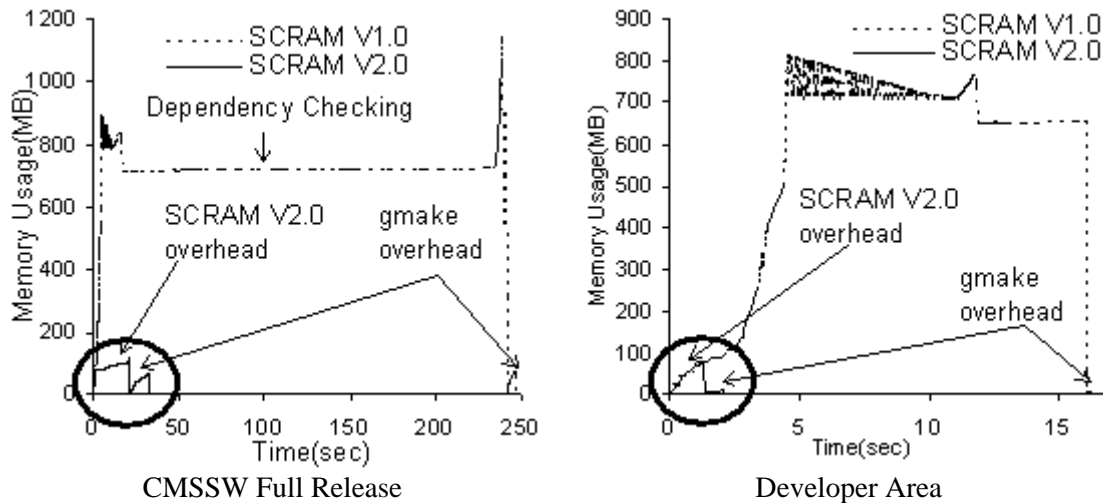 1200
1000
800
600
400
200
0
Memory Usage(MB)
SCRAM V1.0
SCRAM V2.0
Dependency Checking
SCRAM V2.0
overhead
gmake
overhead
0
50
100
150
200
250
Time(sec)
CMSSW Full Release
900
800
700
600
500
400
300
200
100
0
Memory Usage(MB)
SCRAM V1.0
SCRAM V2.0
SCRAM V2.0
overhead
gmake
overhead
0
5
10
15
Time(sec)
Developer Area